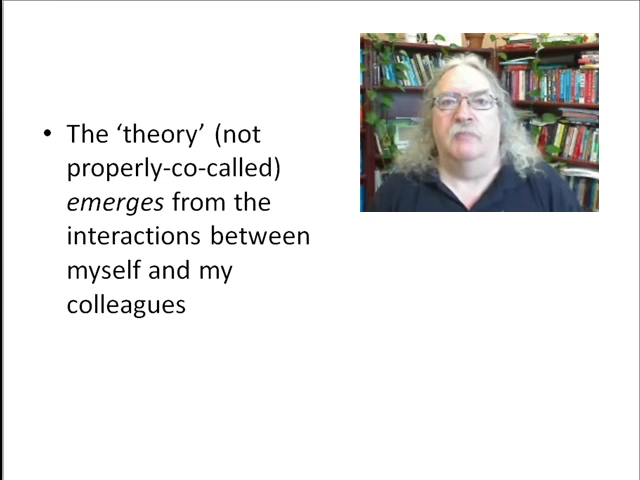 • The ‘theory’ (not
properly-co-called)
emerges from the
interactions between
myself and my
colleagues